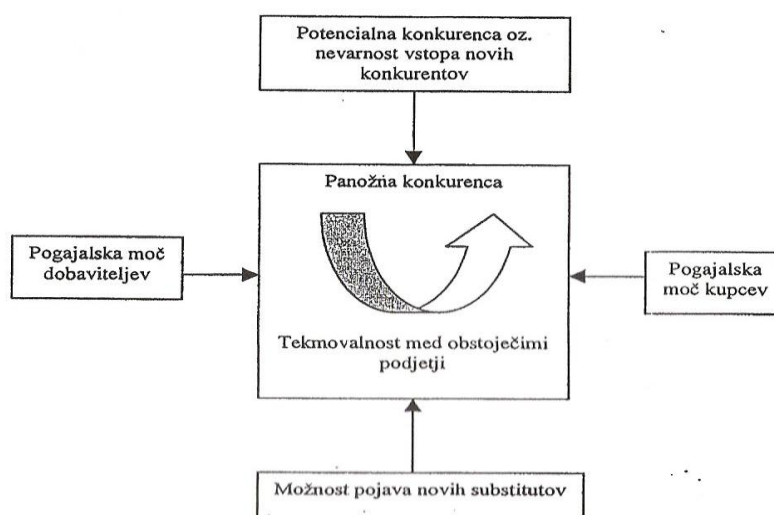 Potencialna konkurenca oz.
nevarnost vstopa novih
konkurentov
Panožna konkurenca
Pogajalska moč
dobaviteljev
Pogajalska
moč kupcev
Tekmovalnost med obstoječimi
podjetji
Možnost pojava novih substitutov